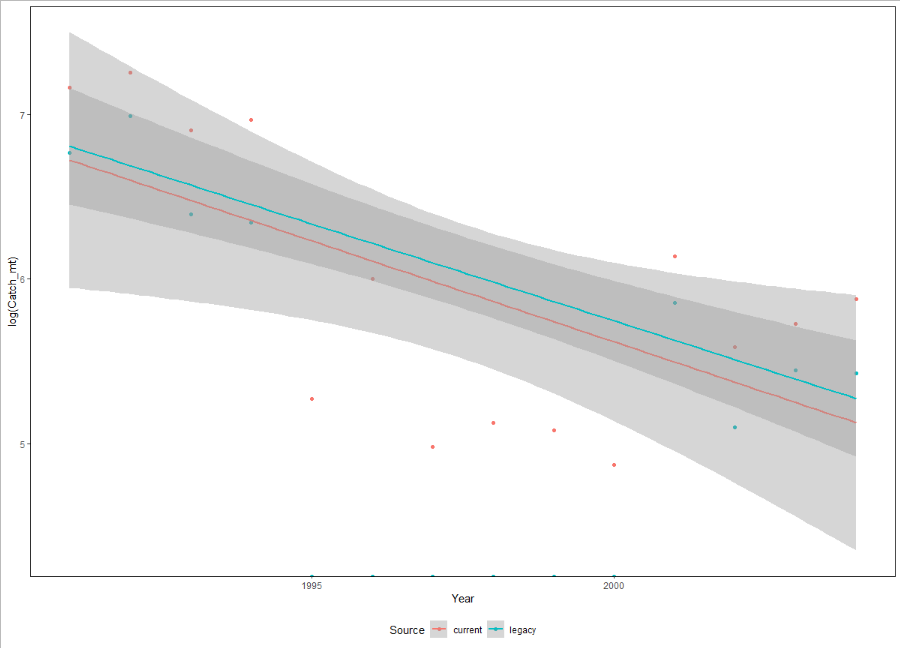 log(Catch_mt)
7
6
5
1995 2000
Year
Source current legacy